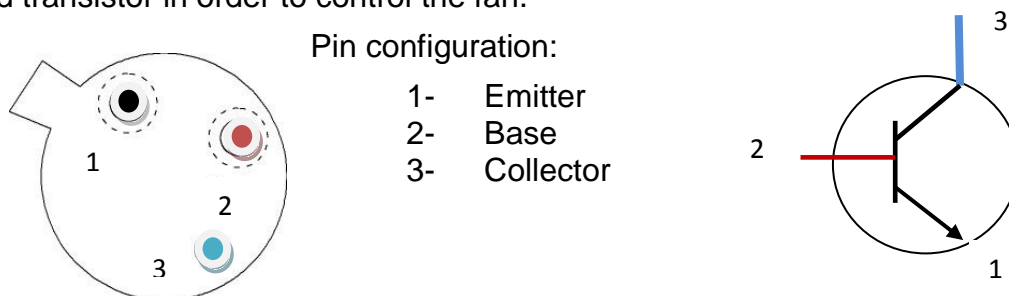 d transistor in order to control the fan.
Pin configuration:
1- Emitter
2- Base
3- Collector
1
2
3
3
2
1